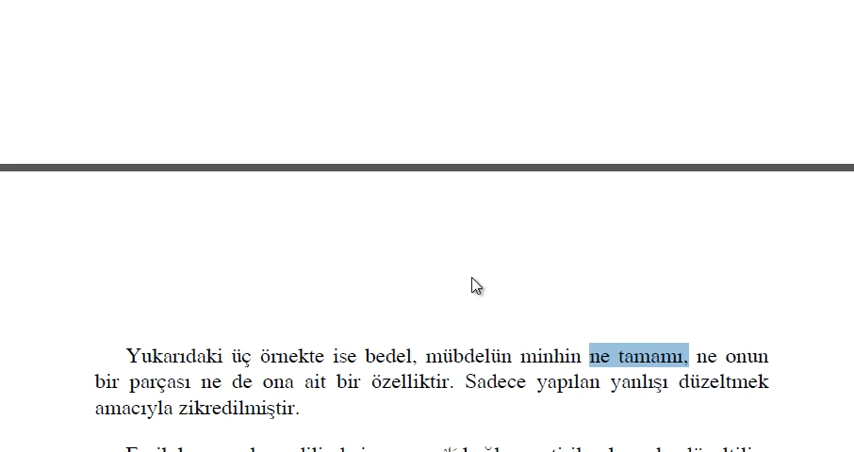 Yukarıdaki üç örnekte ise bedel, mübdelün minhin ne tamamı, ne onun
bir parçası ne de ona ait bir özelliktir. Sadece yapılan yanlışı düzeltmek
amacıyla zikredilmiştir.